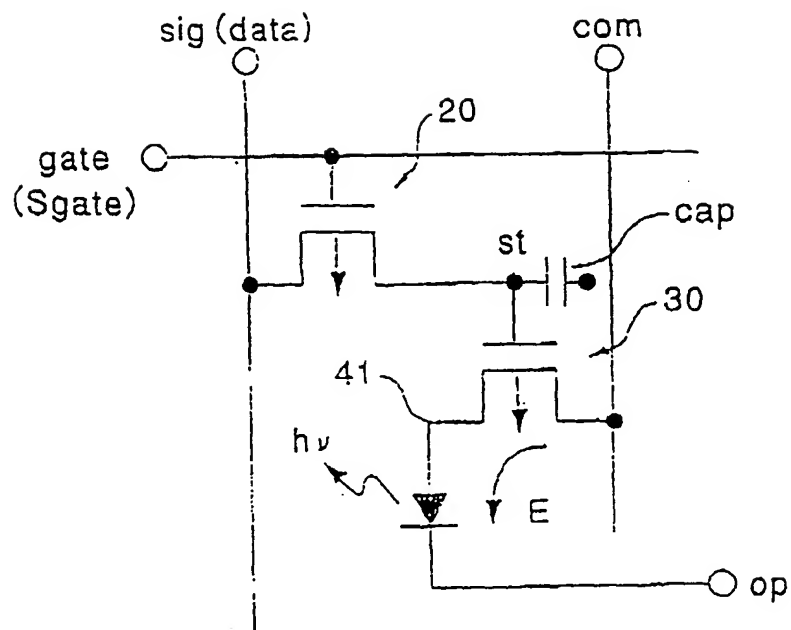 sig (data)
com
20
gate
(Sgate)
cap
st
30
41
hν
E
op